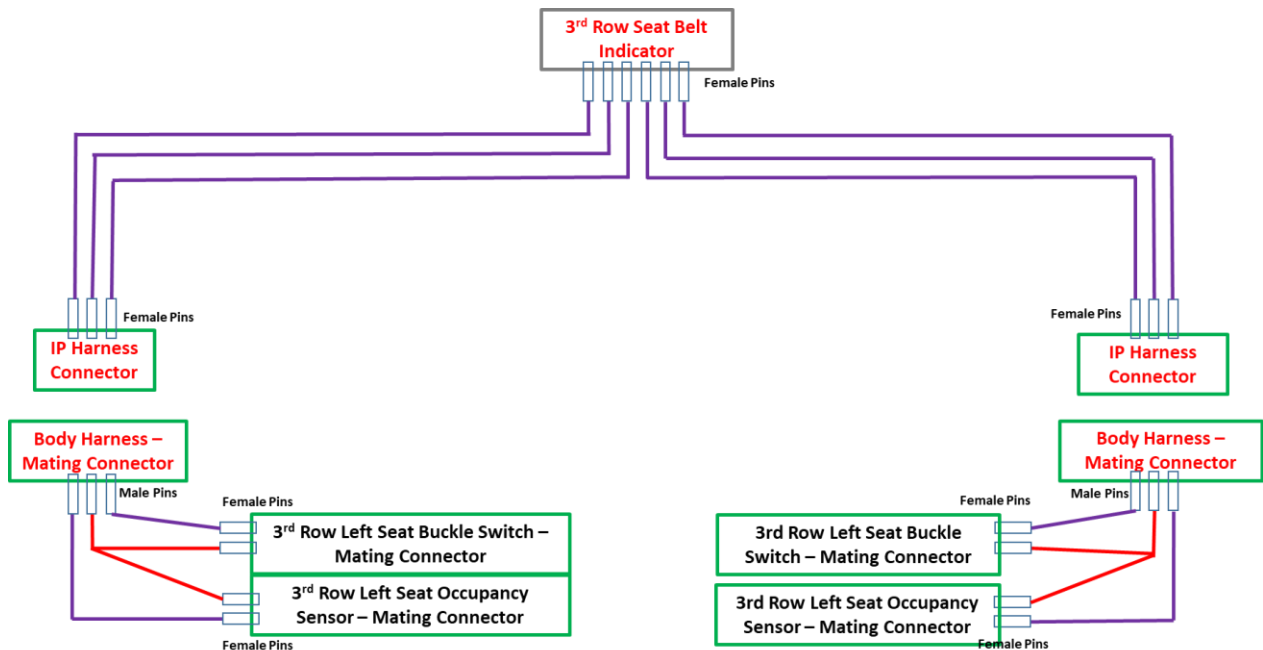 3rd Row Seat Belt
Indicator
Female Pins
Female Pins
IP Harness
Connector
Female Pins
IP Harness
Connector
Body Harness –
Mating Connector
Male Pins
Female Pins
3rd Row Left Seat Buckle Switch –
Mating Connector
3rd Row Left Seat Occupancy
Sensor – Mating Connector
Female Pins
Body Harness –
Mating Connector
Male Pins
Female Pins
3rd Row Left Seat Buckle
Switch – Mating Connector
3rd Row Left Seat Occupancy
Sensor – Mating Connector
Female Pins